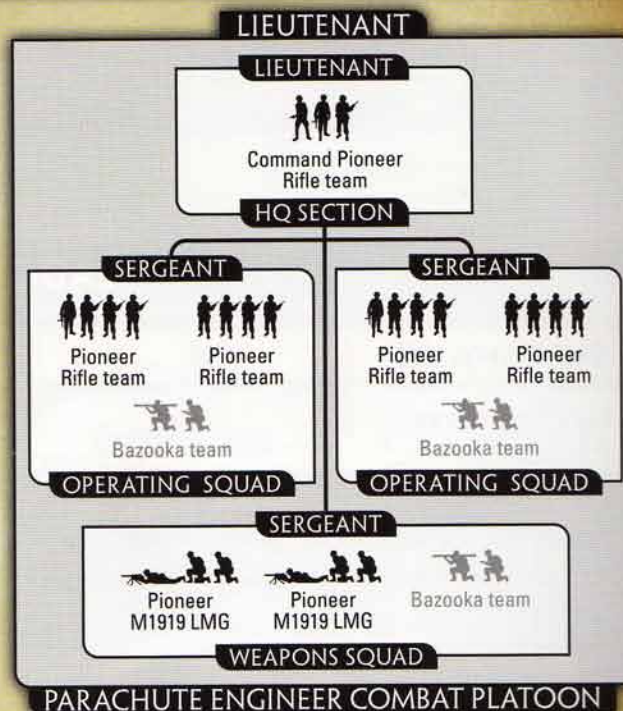 LIEUTENANT
LIEUTENANT
Command Pioneer
Rifle team
HQ SECTION
SERGEANT
Pioneer
Rifle team
Pioneer
Rifle team
Bazooka team
OPERATING SQUAD
SERGEANT
Pioneer
Rifle team
Pioneer
Rifle team
Bazooka team
OPERATING SQUAD
SERGEANT
Pioneer
M1919 LMG
Pioneer
M1919 LMG
Bazooka team
WEAPONS SQUAD
PARACHUTE ENGINEER COMBAT PLATOON